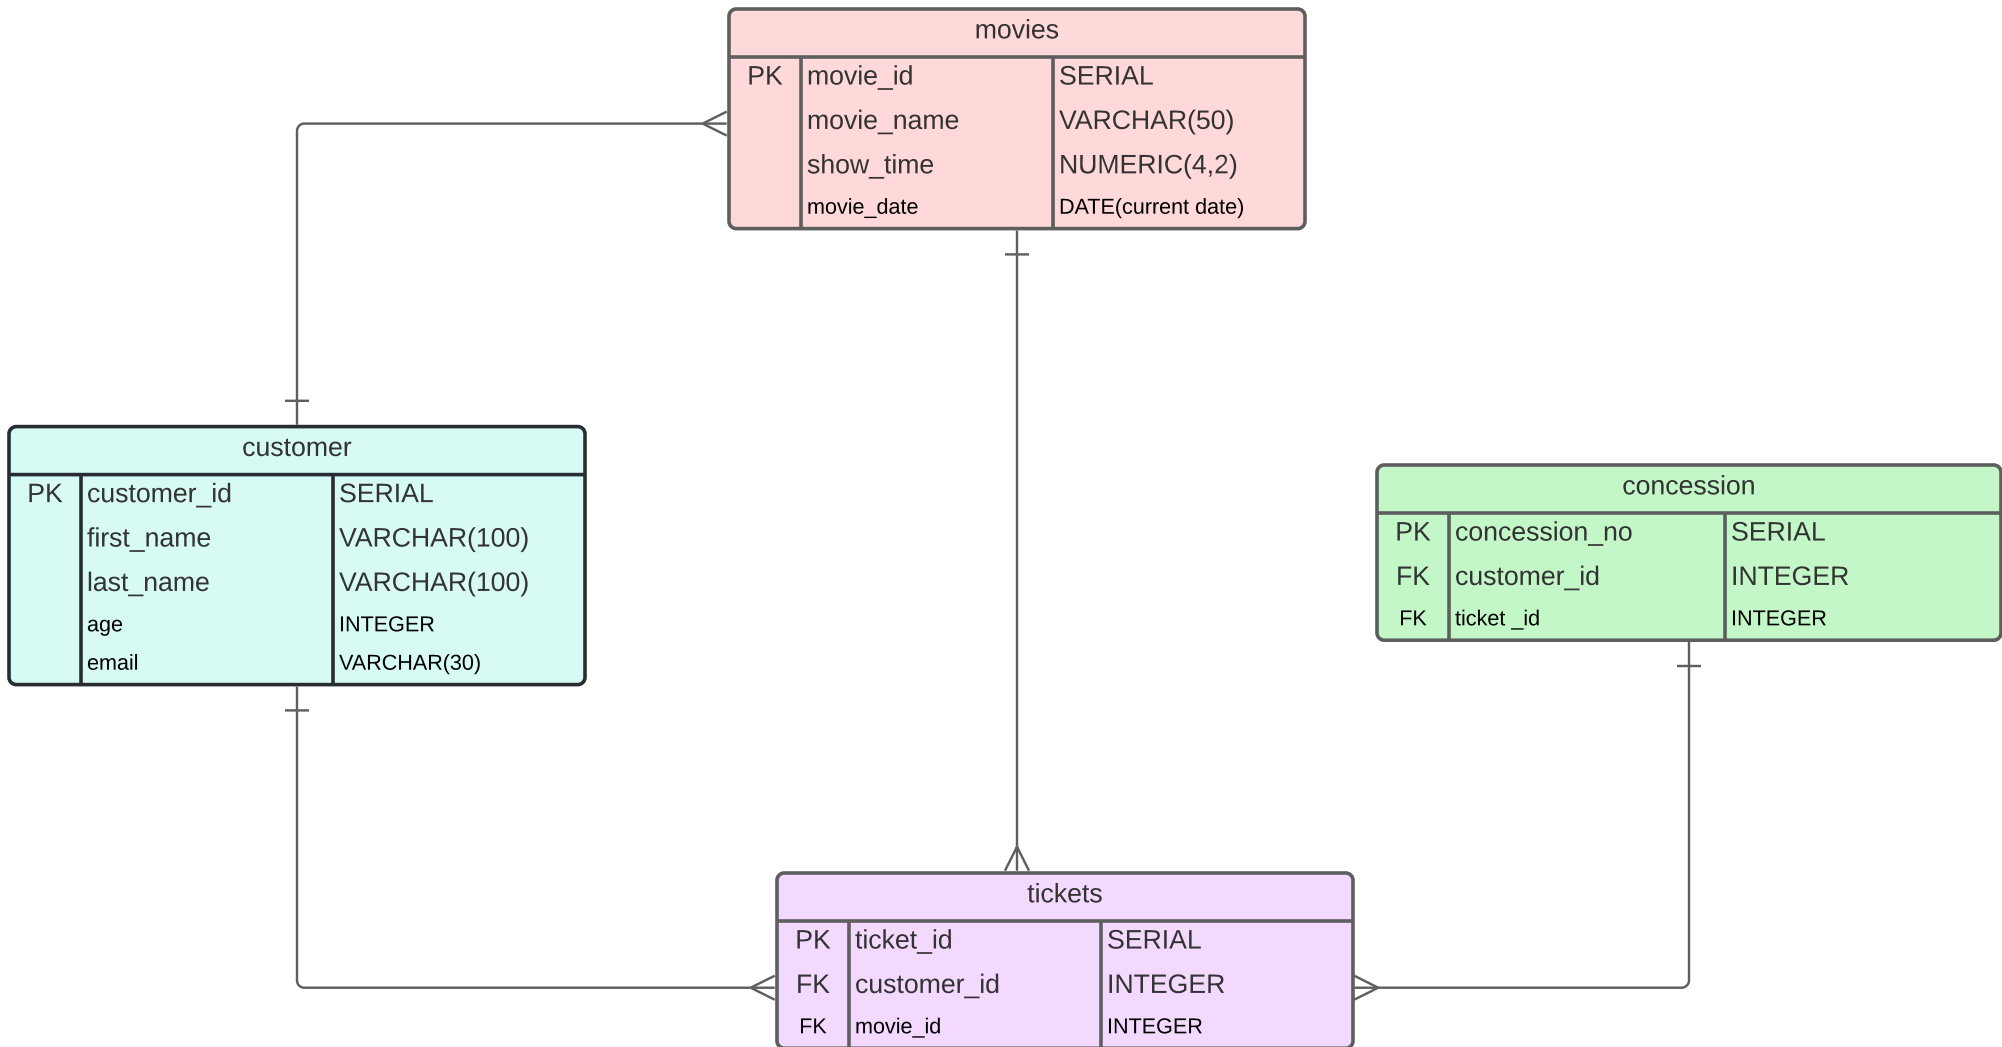 movies
PK movie_id SERIAL
movie_name VARCHAR(50)
show_time NUMERIC(4,2)
movie_date DATE(current date)
customer
PK customer_id SERIAL
first_name VARCHAR(100)
last_name VARCHAR(100)
age INTEGER
email VARCHAR(30)
concession
PK concession_no SERIAL
FK customer_id INTEGER
FK ticket _id INTEGER
tickets
PK ticket_id SERIAL
FK customer_id INTEGER
FK movie_id INTEGER